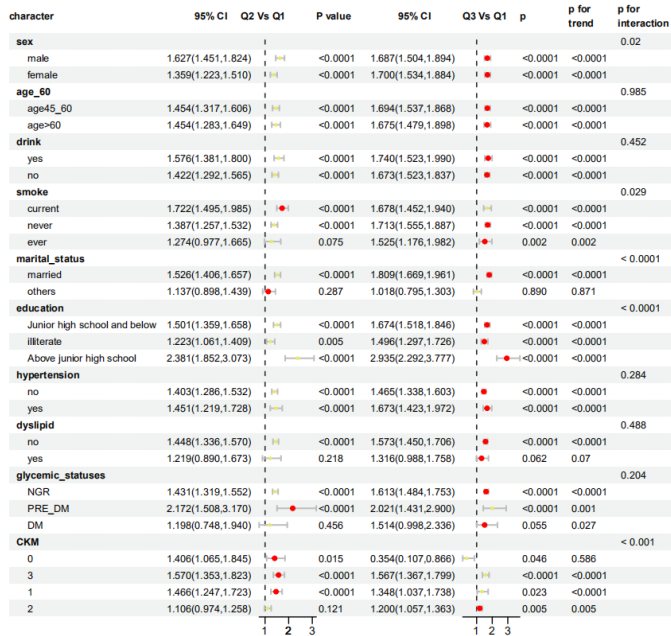 character 95% CI Q2 Vs Q1 P value 95% CI Q3 Vs Q1 p p for trend p for interaction
sex 0.02
male 1.627(1.451,1.824) <0.0001 1.687(1.504,1.894) <0.0001 <0.0001
female 1.359(1.223,1.510) <0.0001 1.700(1.534,1.884) <0.0001 <0.0001
age_60 0.985
age45_60 1.454(1.317,1.606) <0.0001 1.694(1.537,1.868) <0.0001 <0.0001
age>60 1.454(1.283,1.649) <0.0001 1.675(1.479,1.898) <0.0001 <0.0001
drink 0.452
yes 1.576(1.381,1.800) <0.0001 1.740(1.523,1.990) <0.0001 <0.0001
no 1.422(1.292,1.565) <0.0001 1.673(1.523,1.837) <0.0001 <0.0001
smoke 0.029
current 1.722(1.495,1.985) <0.0001 1.678(1.452,1.940) <0.0001 <0.0001
never 1.387(1.257,1.532) <0.0001 1.713(1.555,1.887) <0.0001 <0.0001
ever 1.274(0.977,1.665) 0.075 1.525(1.176,1.982) 0.002 0.002
marital_status < 0.0001
married 1.526(1.406,1.657) <0.0001 1.809(1.669,1.961) <0.0001 <0.0001
others 1.137(0.898,1.439) 0.287 1.018(0.795,1.303) 0.890 0.871
education < 0.0001
Junior high school and below 1.501(1.359,1.658) <0.0001 1.674(1.518,1.846) <0.0001 <0.0001
illiterate 1.223(1.061,1.409) 0.005 1.496(1.297,1.726) <0.0001 <0.0001
Above junior high school 2.381(1.852,3.073) <0.0001 2.935(2.292,3.777) <0.0001 <0.0001
hypertension 0.284
no 1.403(1.286,1.532) <0.0001 1.465(1.338,1.603) <0.0001 <0.0001
yes 1.451(1.219,1.728) <0.0001 1.673(1.423,1.972) <0.0001 <0.0001
dyslipid 0.488
no 1.448(1.336,1.570) <0.0001 1.573(1.450,1.706) <0.0001 <0.0001
yes 1.219(0.890,1.673) 0.218 1.316(0.988,1.758) 0.062 0.07
glycemic_statuses 0.204
NGR 1.431(1.319,1.552) <0.0001 1.613(1.484,1.753) <0.0001 <0.0001
PRE_DM 2.172(1.508,3.170) <0.0001 2.021(1.431,2.900) <0.0001 0.001
DM 1.198(0.748,1.940) 0.456 1.514(0.998,2.336) 0.055 0.027
CKM < 0.001
0 1.406(1.065,1.845) 0.015 0.354(0.107,0.866) 0.046 0.586
3 1.570(1.353,1.823) <0.0001 1.567(1.367,1.799) <0.0001 <0.0001
1 1.466(1.247,1.723) <0.0001 1.348(1.037,1.738) 0.023 <0.0001
2 1.106(0.974,1.258) 0.121 1.200(1.057,1.363) 0.005 0.005
1 2 3 1 2 3